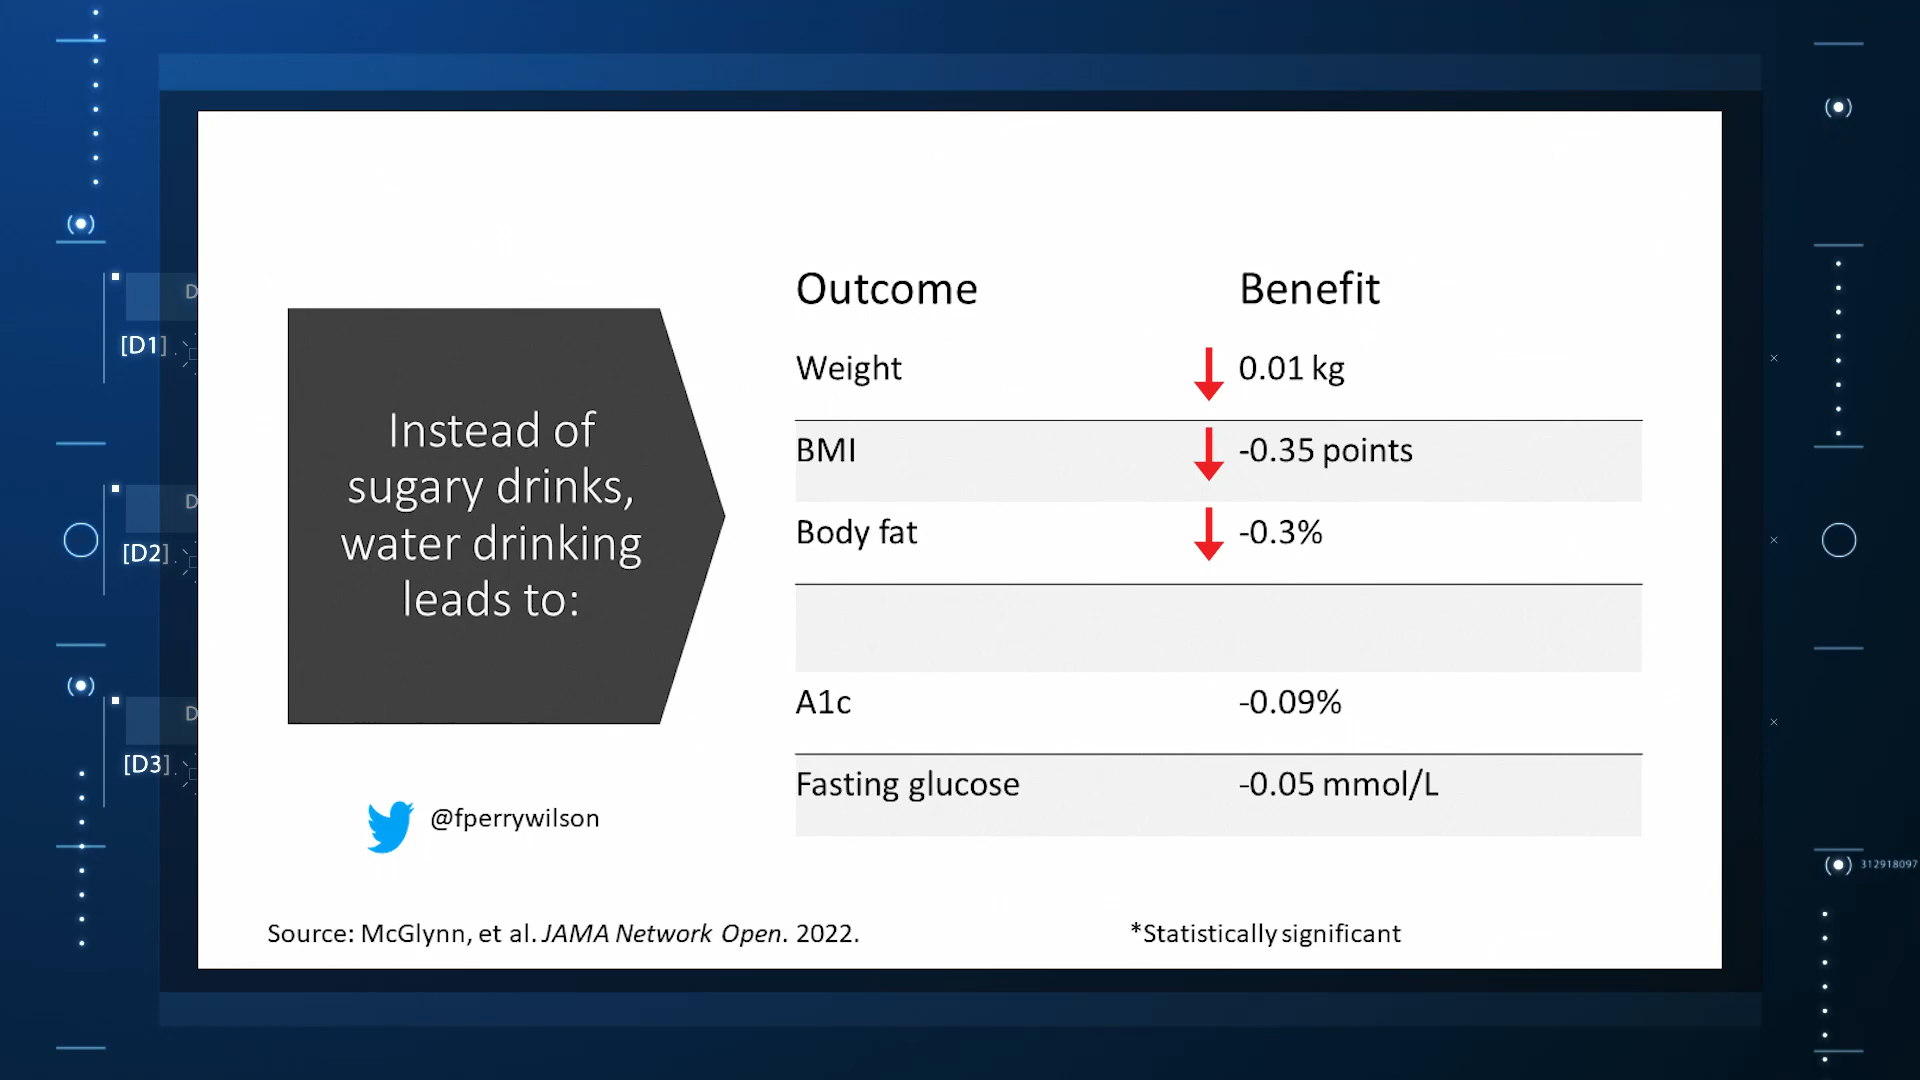 Outcome Benefit
Weight 0.01 kg
BMI -0.35 points
Body fat -0.3%
A1c -0.09%
Fasting glucose -0.05 mmol/L
Instead of
sugary drinks,
water drinking
leads to:
@fperrywilson
Source: McGlynn, et al. JAMA Network Open. 2022.
*Statistically significant
D
[D1]
D
[D2]
D
[D3]
312918097